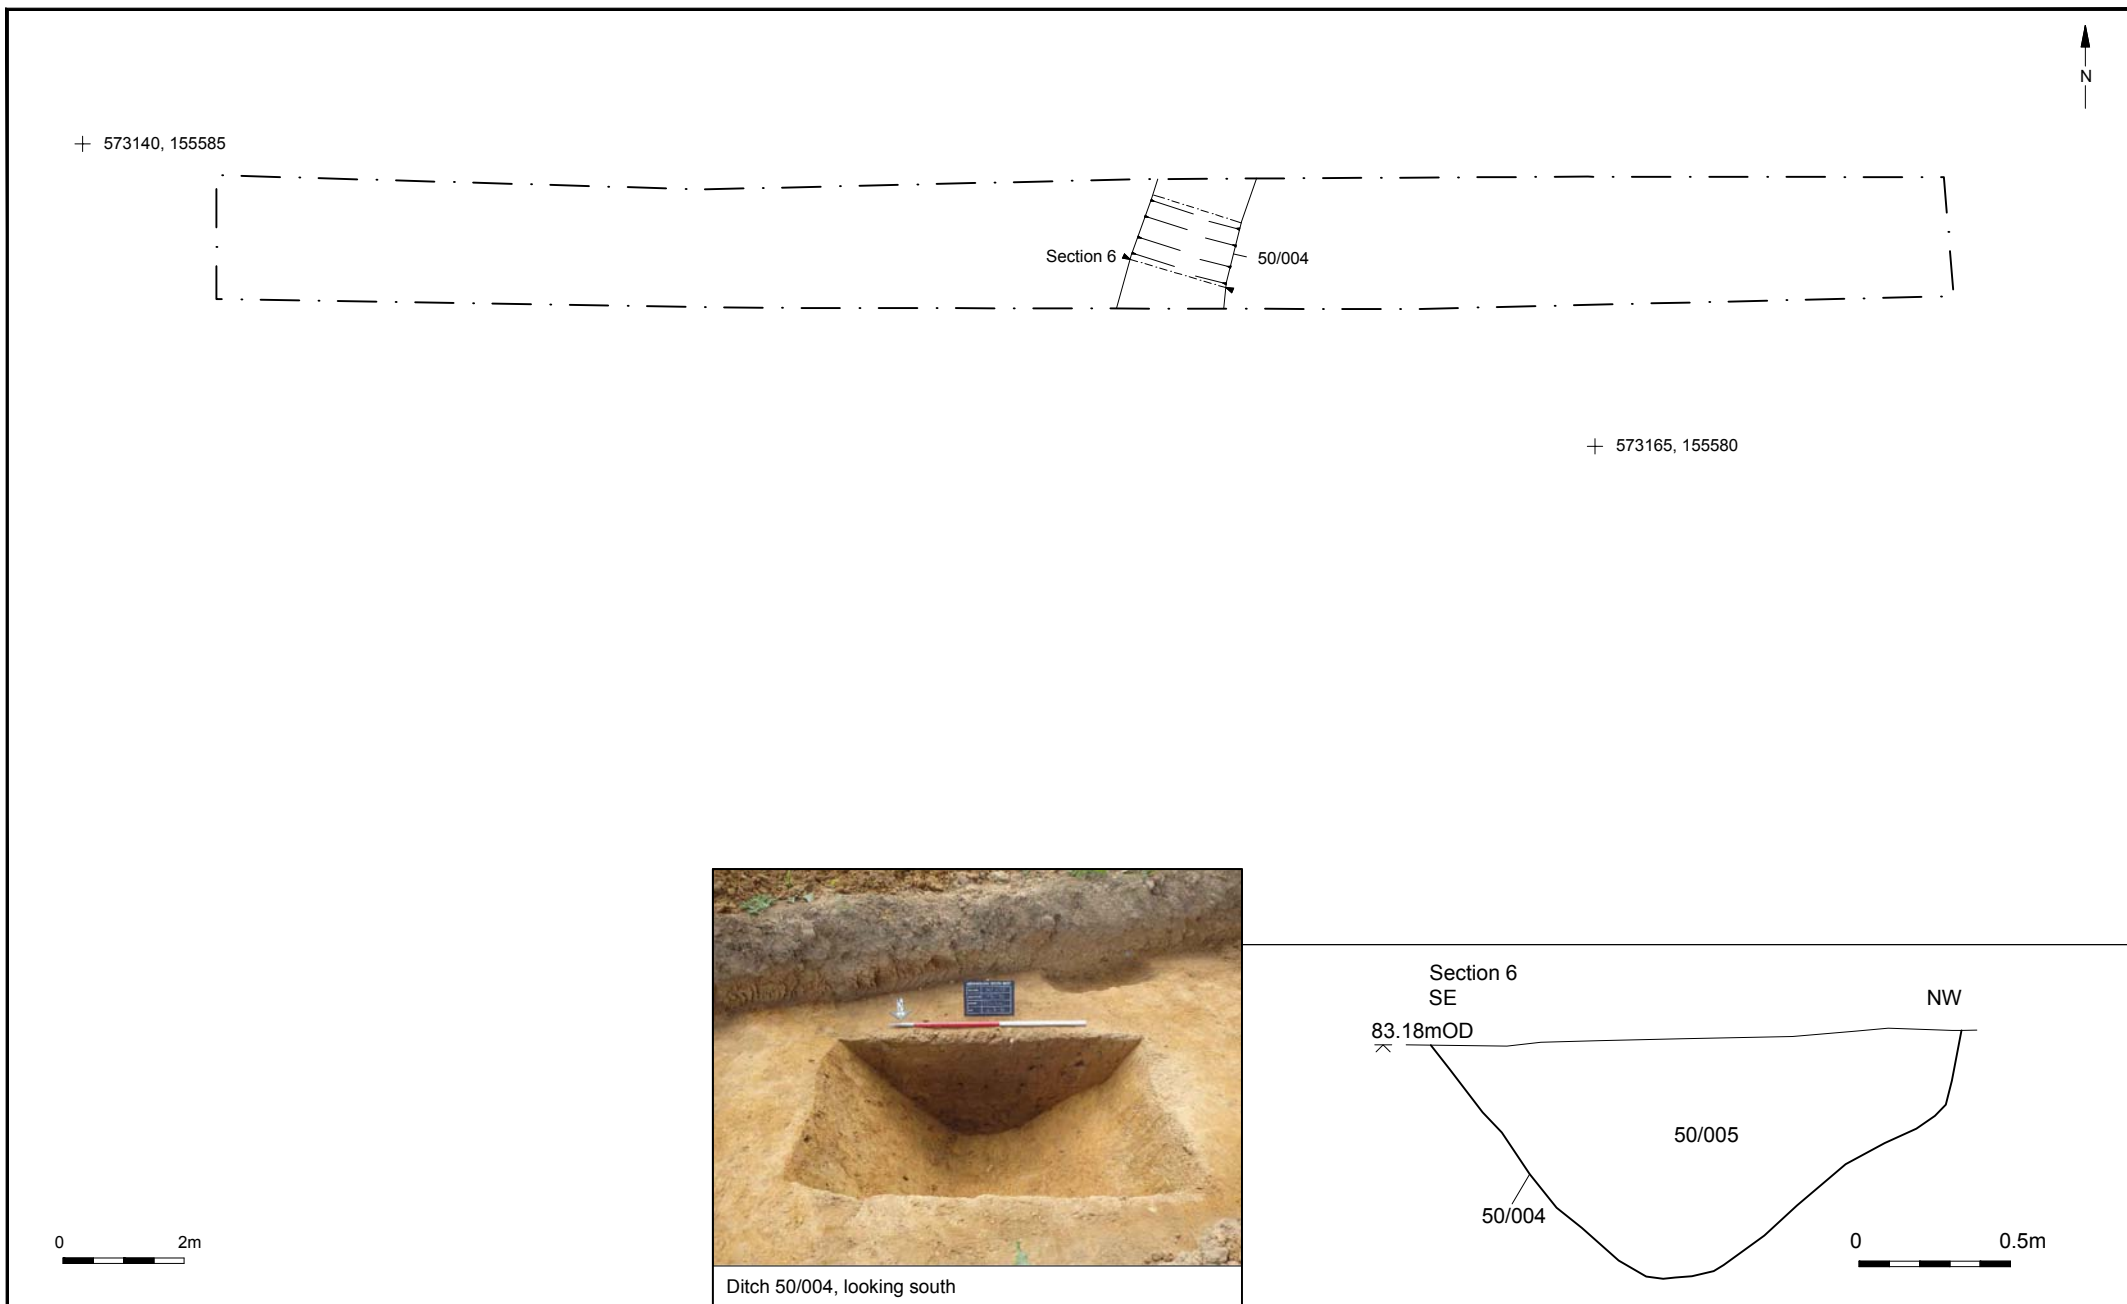 N
573140, 155585
Section 6
50/004
573165, 155580
0 2m
Ditch 50/004, looking south
Section 6
SE NW
83.18mOD
50/005
50/004
0 0.5m